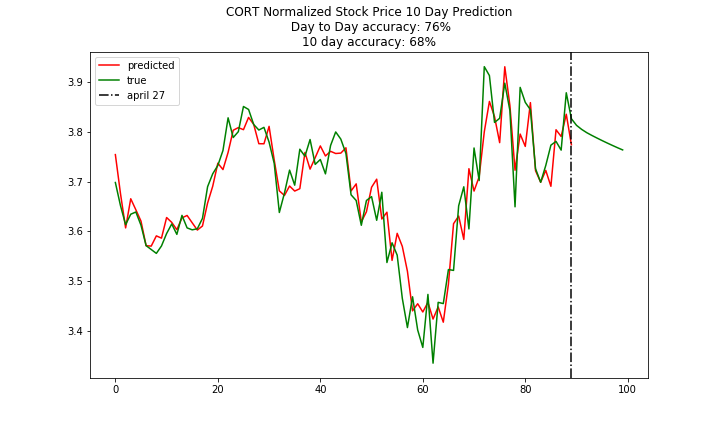 CORT Normalized Stock Price 10 Day Prediction
Day to Day accuracy: 76%
10 day accuracy: 68%
predicted
true
april 27
3.9
3.8
3.7
3.6
3.5
3.4
0 20 40 60 80 100